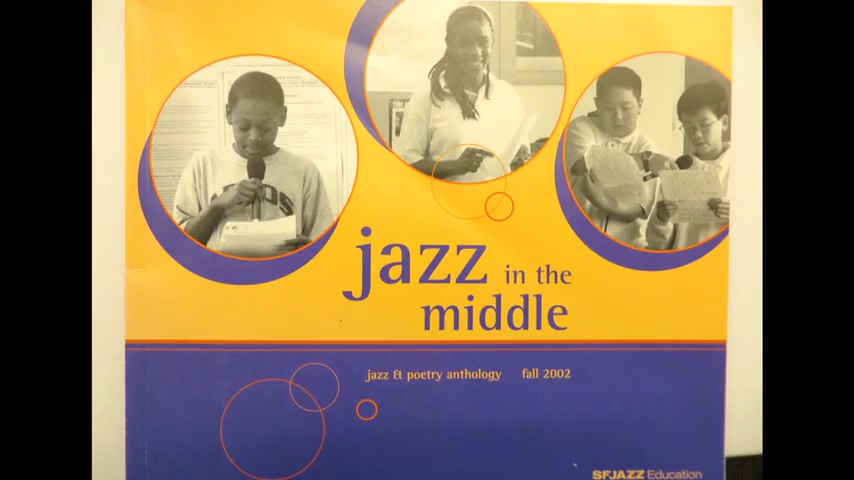 jazz in the
middle
jazz & poetry anthology fall 2002
SFJAZZ Education